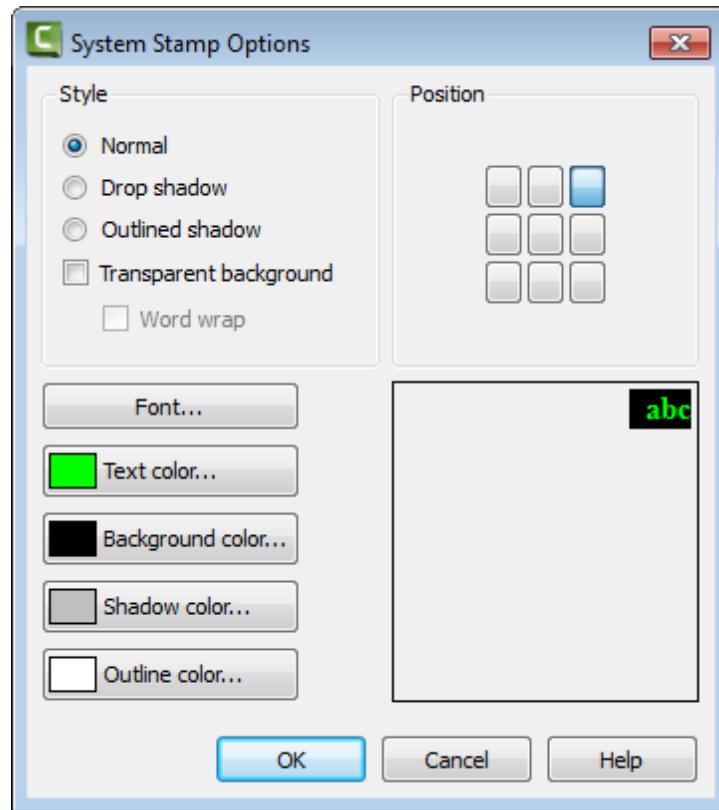 System Stamp Options
Style
Normal
Drop shadow
Outlined shadow
Transparent background
Word wrap
Position
Font...
Text color...
Background color...
Shadow color...
Outline color...
abc
OK
Cancel
Help